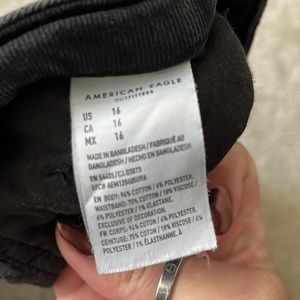 AMERICAN EAGLE
OUTFITTERS
US 16
CA 16
MX 16
MADE IN BANGLADESH / FABRIQUÉ AU
BANGLADESH / HECHO EN BANGLADESH
RN 54485/CA 03873
RFC# AEM120605U9A
EN BODY: 94% COTTON / 6% POLYESTER,
WAISTBAND: 75% COTTON / 18% VISCOSE /
6% POLYESTER / 1% ELASTANE,
EXCLUSIVE OF DECORATION.
FR CORPS: 94% COTON / 6% POLYESTER,
CEINTURE: 75% COTON / 18% VISCOSE /
6% POLYESTER / 1% ÉLASTHANNE, À